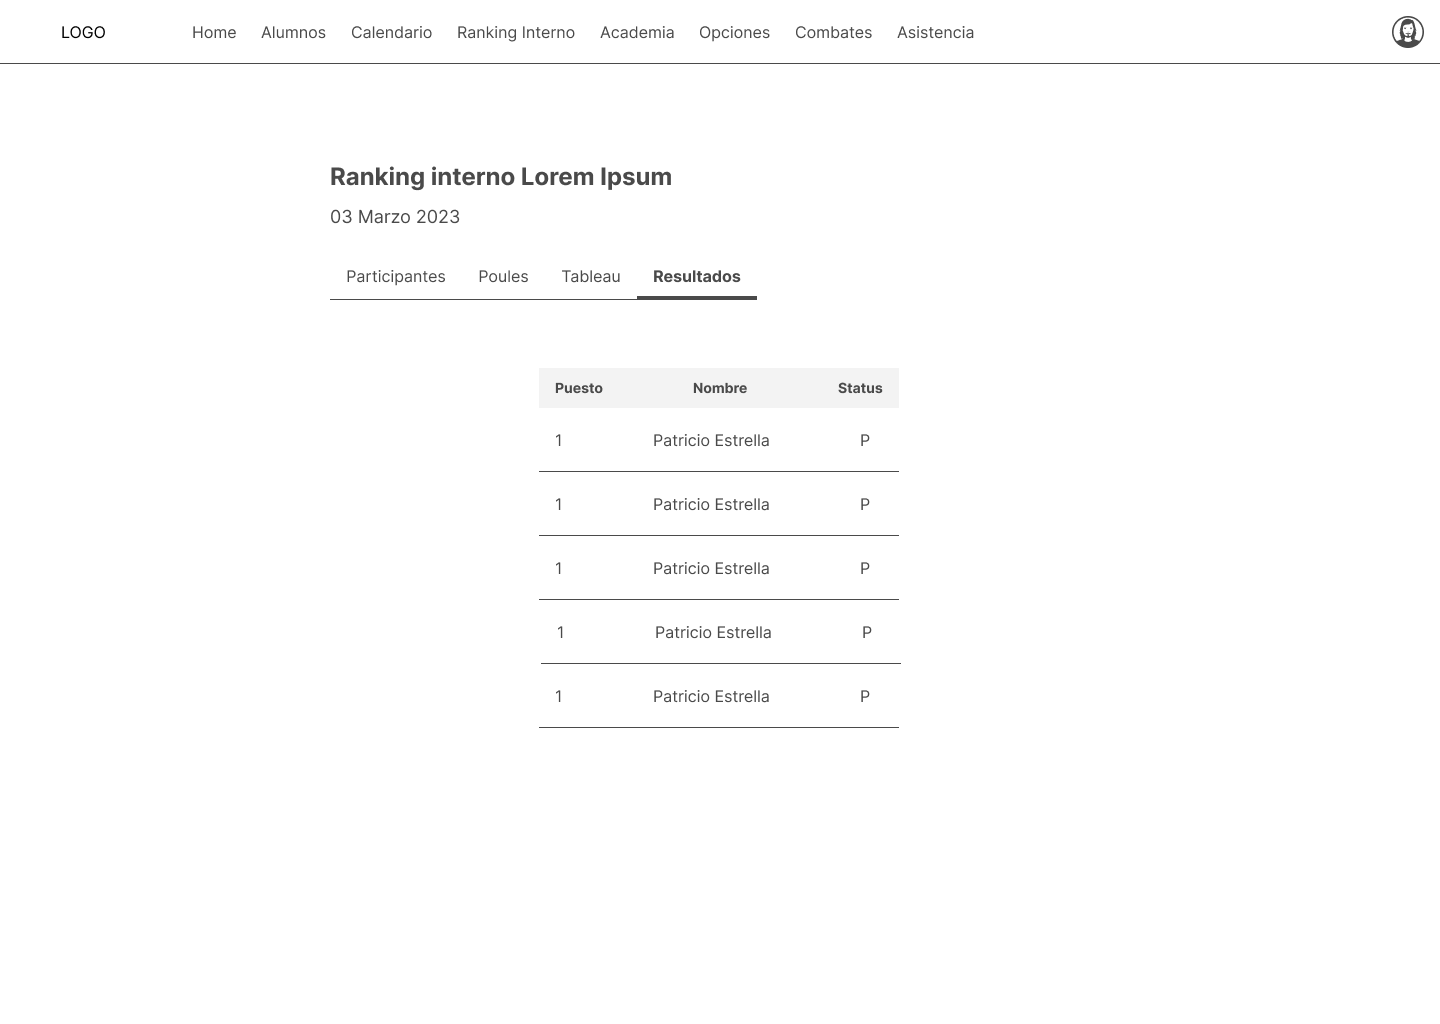 LOGO Home Alumnos Calendario Ranking Interno Academia Opciones Combates Asistencia
Ranking interno Lorem Ipsum
03 Marzo 2023
Participantes Poules Tableau Resultados
Puesto Nombre Status
1 Patricio Estrella P
1 Patricio Estrella P
1 Patricio Estrella P
1 Patricio Estrella P
1 Patricio Estrella P